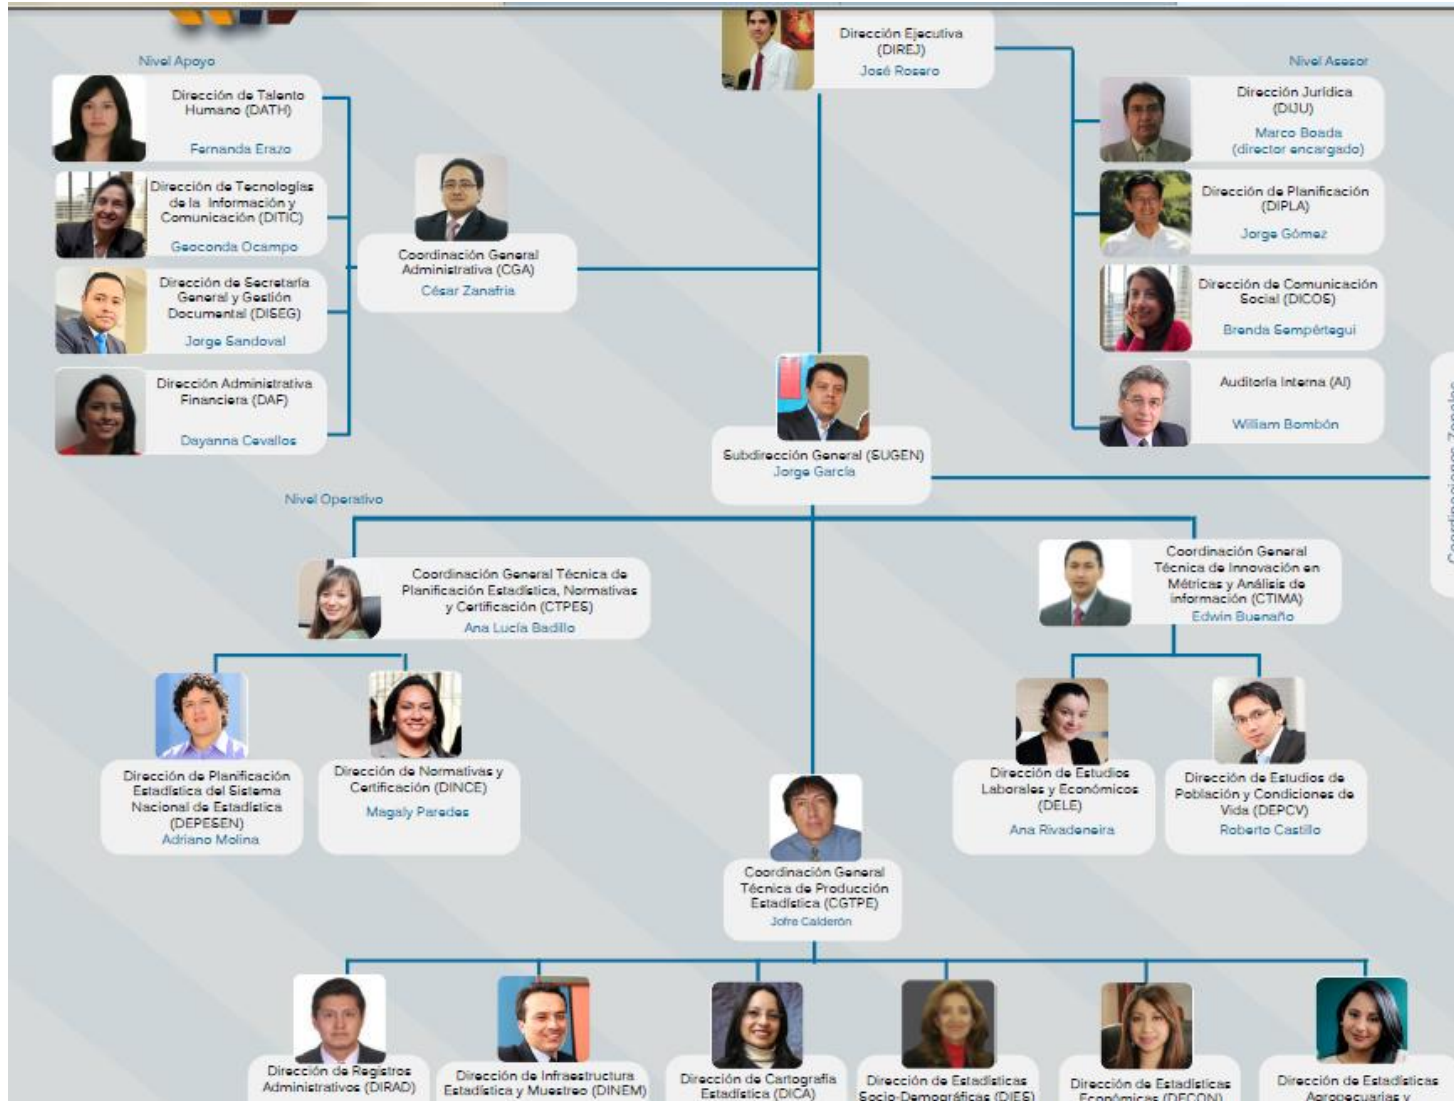 Dirección Ejecutiva
(DIREJ)
José Rosero
Nivel Apoyo
Dirección de Talento
Humano (DATH)
Fernanda Erazo
Dirección de Tecnologías
de la Información y
Comunicación (DITIC)
Geoconda Ocampo
Dirección de Secretaría
General y Gestión
Documental (DISEG)
Jorge Sandoval
Dirección Administrativa
Financiera (DAF)
Dayanna Cevallos
Coordinación General
Administrativa (CGA)
César Zanafria
Nivel Asesor
Dirección Jurídica
(DIJU)
Marco Boada
(director encargado)
Dirección de Planificación
(DIPLA)
Jorge Gómez
Dirección de Comunicación
Social (DICOS)
Brenda Sempértegui
Auditoría Interna (AI)
William Bombón
Subdirección General (SUGEN)
Jorge García
Coordinaciones Zonales
Nivel Operativo
Coordinación General Técnica de
Planificación Estadística, Normativas
y Certificación (CTPES)
Ana Lucía Badillo
Coordinación General
Técnica de Innovación en
Métricas y Análisis de
información (CTIMA)
Edwin Buenaño
Dirección de Planificación
Estadística del Sistema
Nacional de Estadística
(DEPESEN)
Adriano Molina
Dirección de Normativas y
Certificación (DINCE)
Magaly Paredes
Dirección de Estudios
Laborales y Económicos
(DELE)
Ana Rivadeneira
Dirección de Estudios de
Población y Condiciones de
Vida (DEPCV)
Roberto Castillo
Coordinación General
Técnica de Producción
Estadística (CGTPE)
Jofre Calderón
Dirección de Registros
Administrativos (DIRAD)
Dirección de Infraestructura
Estadística y Muestreo (DINEM)
Dirección de Cartografía
Estadística (DICA)
Dirección de Estadísticas
Socio-Demográficas (DIES)
Dirección de Estadísticas
Económicas (DECON)
Dirección de Estadísticas
Agropecuarias y